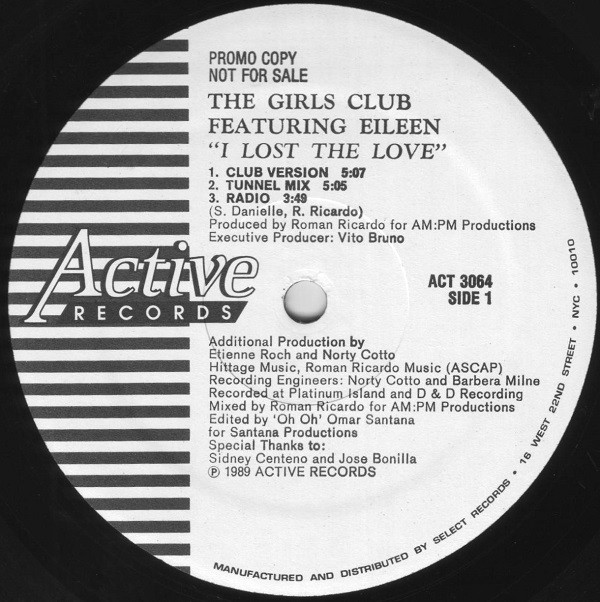 PROMO COPY
NOT FOR SALE
THE GIRLS CLUB
FEATURING EILEEN
“I LOST THE LOVE”
1. CLUB VERSION 5:07
2. TUNNEL MIX 5:05
3. RADIO 3:49
(S. Danielle, R. Ricardo)
Produced by Roman Ricardo for AM:PM Productions
Executive Producer: Vito Bruno
Active
RECORDS
ACT 3064
SIDE 1
Additional Production by
Etienne Roch and Norty Cotto
Hittage Music, Roman Ricardo Music (ASCAP)
Recording Engineers: Norty Cotto and Barbera Milne
Recorded at Platinum Island and D & D Recording
Mixed by Roman Ricardo for AM:PM Productions
Edited by ‘Oh Oh’ Omar Santana
for Santana Productions
Special Thanks to:
Sidney Centeno and Jose Bonilla
℗ 1989 ACTIVE RECORDS
MANUFACTURED AND DISTRIBUTED BY SELECT RECORDS • 16 WEST 22ND STREET • NYC • 10010